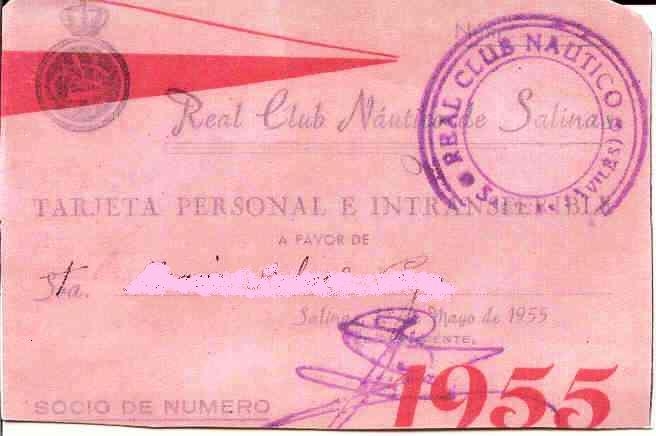 Real Club Náutico de Salinas
REAL CLUB NAUTICO
TARJETA PERSONAL E INTRANSFERIBLE
A FAVOR DE
Sta.
Salinas, de Mayo de 1955
SOCIO DE NUMERO
1955